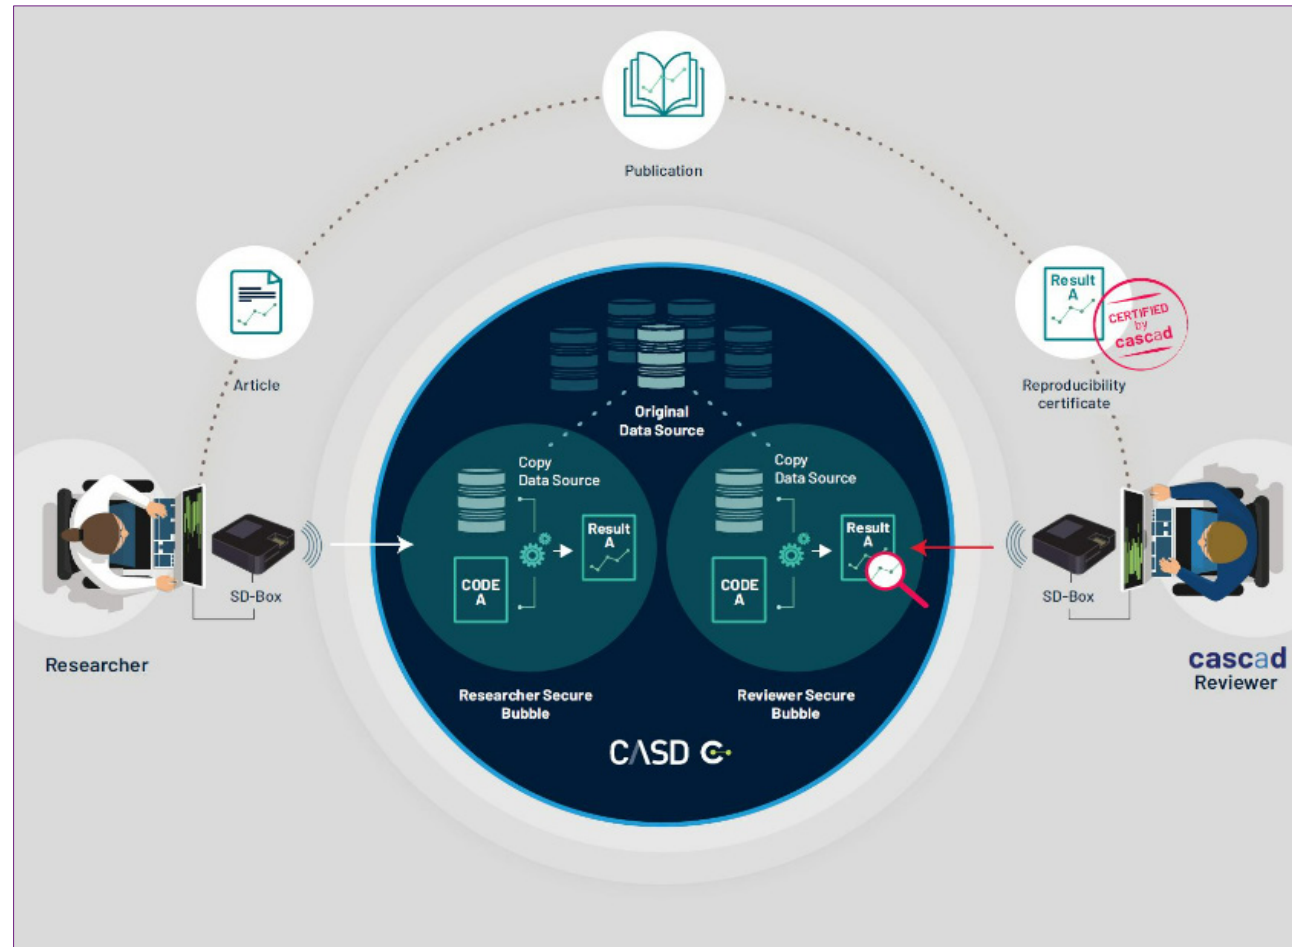 Publication
Article
Result
A
CERTIFIED
by
cascad
Reproducibility
certificate
Original
Data Source
Copy
Data Source
CODE
A
Result
A
Researcher Secure
Bubble
Copy
Data Source
CODE
A
Result
A
Reviewer Secure
Bubble
CASD
SD-Box
Researcher
SD-Box
cascad
Reviewer